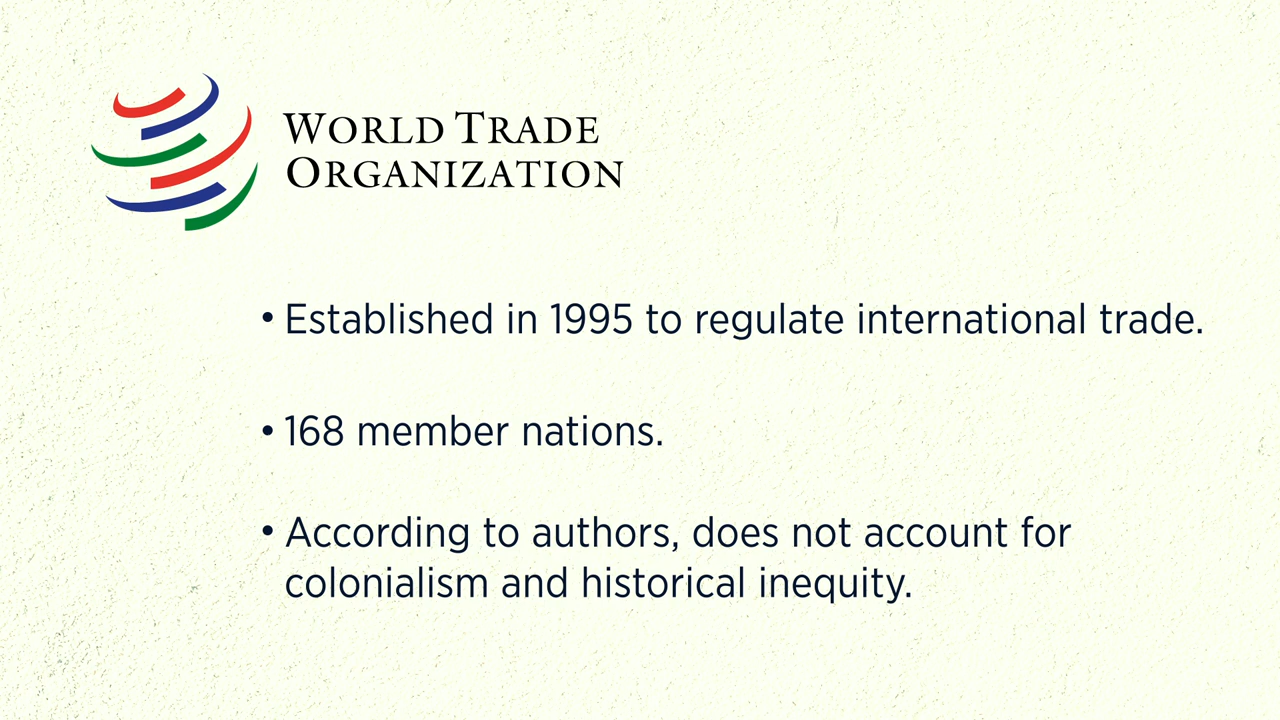 WORLD TRADE
ORGANIZATION
• Established in 1995 to regulate international trade.
• 168 member nations.
• According to authors, does not account for
colonialism and historical inequity.